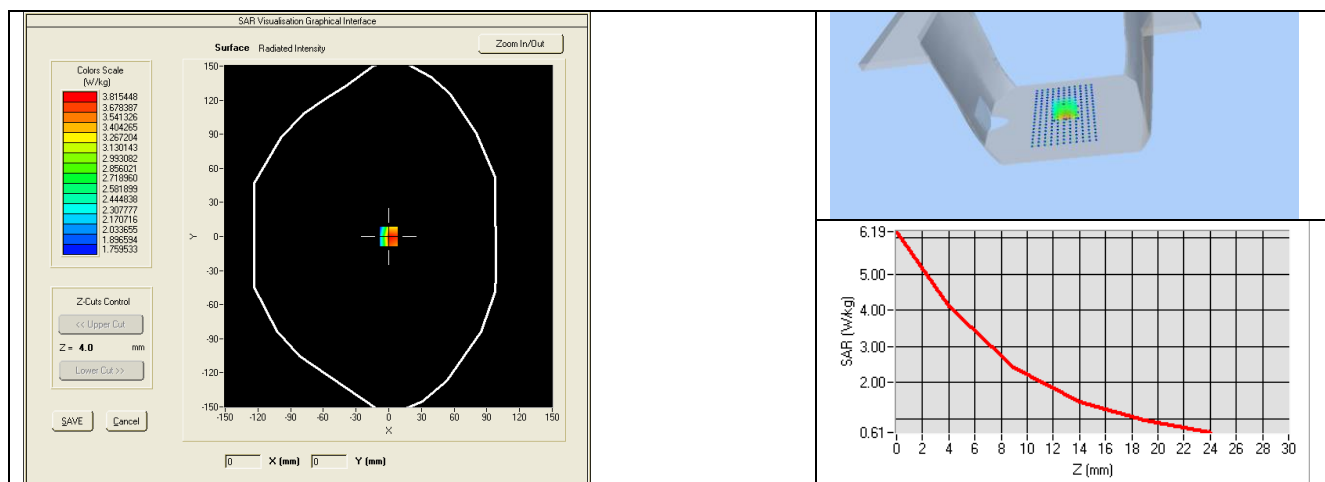 SAR Visualisation Graphical Interface
Surface Radiated Intensity
Zoom In/Out
Colors Scale
(W/kg)
3.815448
3.678387
3.541326
3.404265
3.267204
3.130143
2.993082
2.856021
2.718960
2.581899
2.444838
2.307777
2.170716
2.033655
1.896594
1.759533
Z-Cuts Control
<< Upper Cut
Z = 4.0 mm
Lower Cut >>
SAVE Cancel
150-
120-
90-
60-
30-
0-
-30-
-60-
-90-
-120-
-150-
Y
-150 -120 -90 -60 -30 0 30 60 90 120 150
X
0 X (mm) 0 Y (mm)
6.19-
5.00-
4.00-
3.00-
2.00-
0.61-
SAR (W/kg)
0 2 4 6 8 10 12 14 16 18 20 22 24 26 28 30
Z (mm)